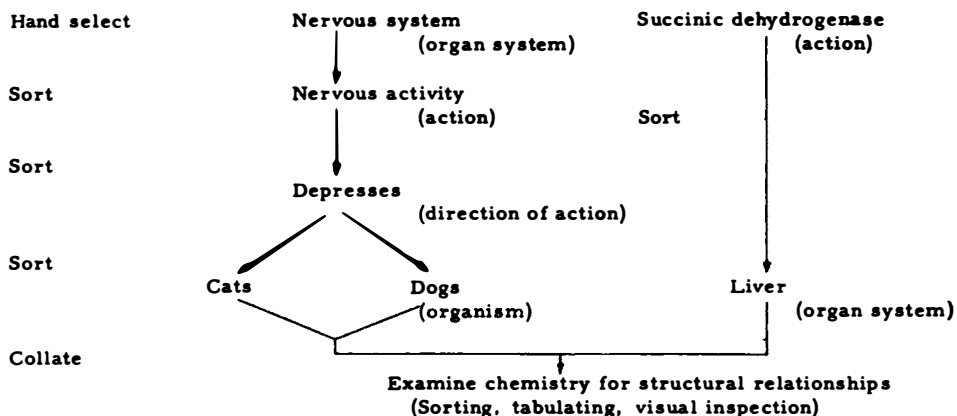 Hand select Nervous system Succinic dehydrogenase
(organ system) (action)
Sort Nervous activity
(action) Sort
Sort
Depresses
(direction of action)
Sort
Cats Dogs Liver
(organism) (organ system)
Collate
Examine chemistry for structural relationships
(Sorting, tabulating, visual inspection)